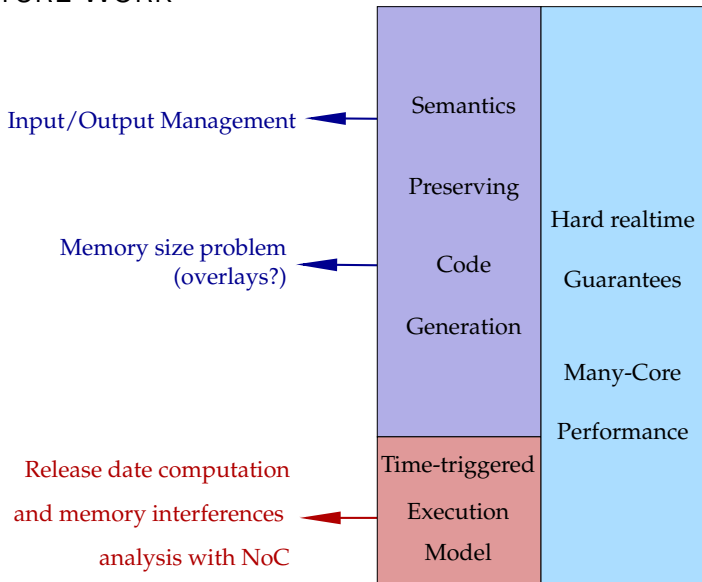 Input/Output Management
Memory size problem
(overlays?)
Release date computation
and memory interferences
analysis with NoC
Semantics
Preserving
Code
Generation
Time-triggered
Execution
Model
Hard realtime
Guarantees
Many-Core
Performance